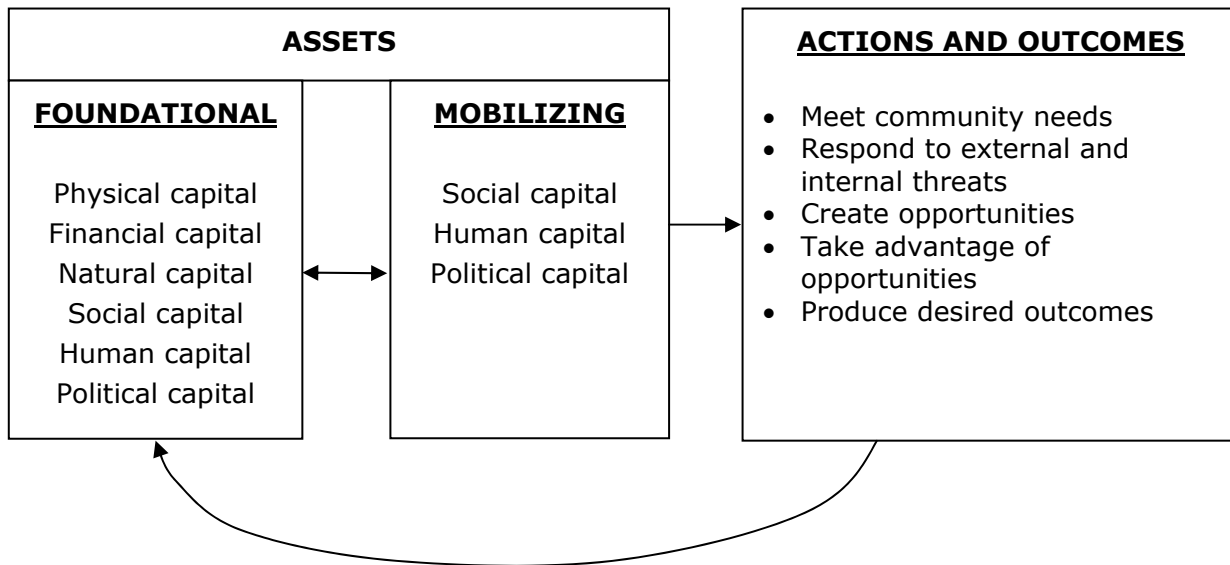 ASSETS
FOUNDATIONAL
Physical capital
Financial capital
Natural capital
Social capital
Human capital
Political capital
MOBILIZING
Social capital
Human capital
Political capital
ACTIONS AND OUTCOMES
• Meet community needs
• Respond to external and
internal threats
• Create opportunities
• Take advantage of
opportunities
• Produce desired outcomes